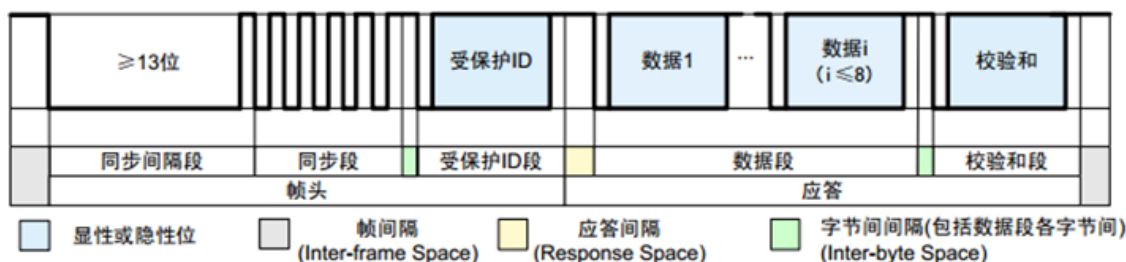 ≥13位
受保护ID
数据1
...
数据i
（i≤8）
校验和
同步间隔段
同步段
受保护ID段
数据段
校验和段
帧头
应答
显性或隐性位
帧间隔
(Inter-frame Space)
应答间隔
(Response Space)
字节间间隔(包括数据段各字节间)
(Inter-byte Space)